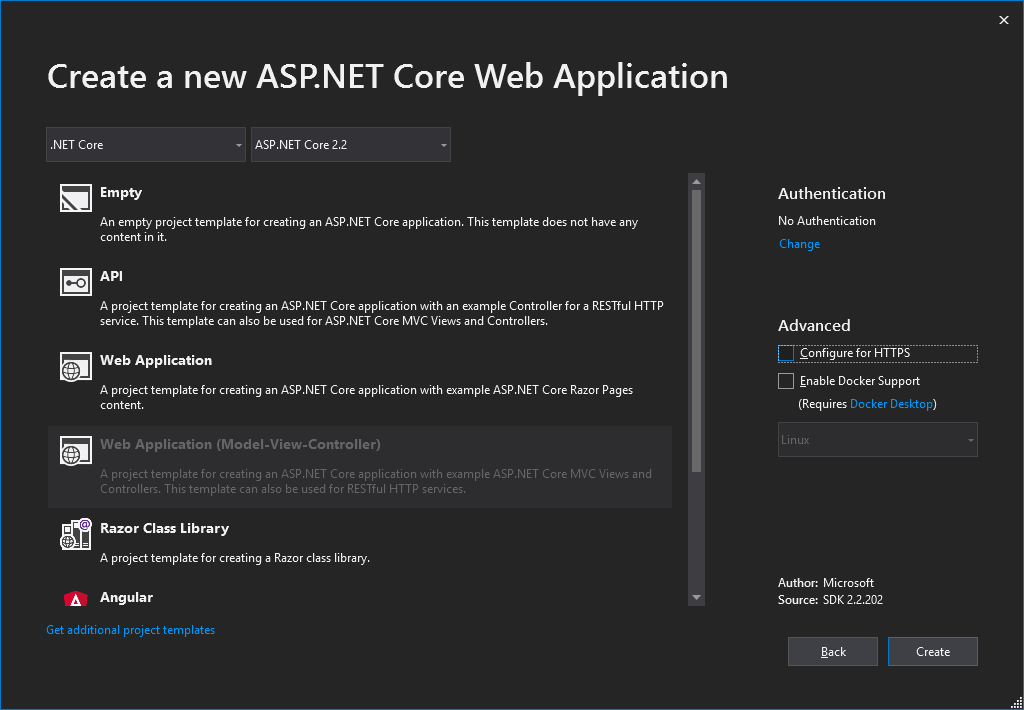 Create a new ASP.NET Core Web Application
.NET Core
ASP.NET Core 2.2
Empty
An empty project template for creating an ASP.NET Core application. This template does not have any
content in it.
API
A project template for creating an ASP.NET Core application with an example Controller for a RESTful HTTP
service. This template can also be used for ASP.NET Core MVC Views and Controllers.
Web Application
A project template for creating an ASP.NET Core application with example ASP.NET Core Razor Pages
content.
Web Application (Model-View-Controller)
A project template for creating an ASP.NET Core application with example ASP.NET Core MVC Views and
Controllers. This template can also be used for RESTful HTTP services.
Razor Class Library
A project template for creating a Razor class library.
Angular
Get additional project templates
Authentication
No Authentication
Change
Advanced
Configure for HTTPS
Enable Docker Support
(Requires Docker Desktop)
Linux
Author: Microsoft
Source: SDK 2.2.202
Back
Create